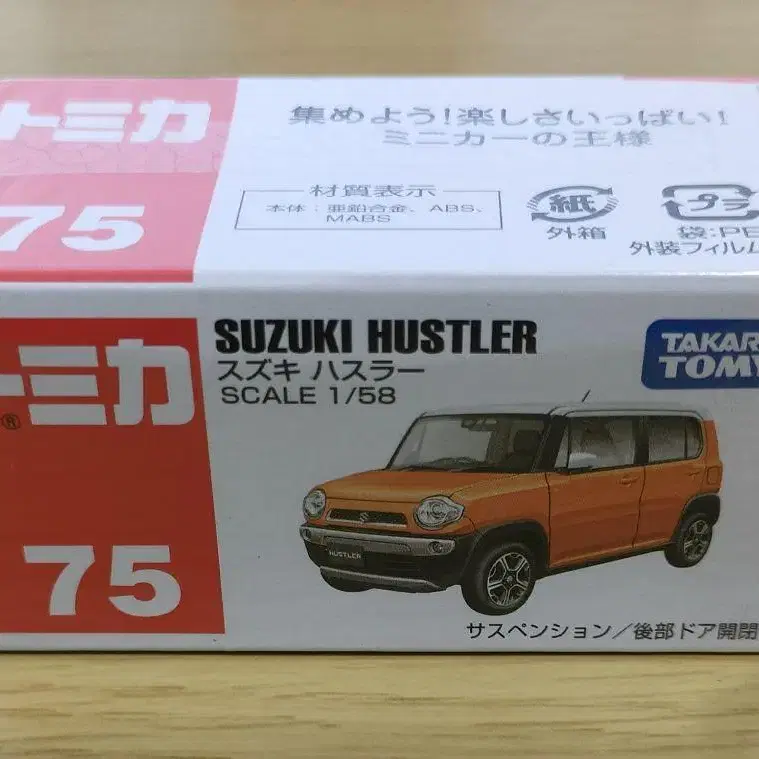 トミカ
集めよう!楽しさいっぱい!
ミニカーの王様
75
材質表示
本体:亜鉛合金、ABS、
MABS
紙
外箱
プラ
袋:PE
外装フィルム
トミカ
®
75
SUZUKI HUSTLER
スズキ ハスラー
SCALE 1/58
TAKAR
TOMY
HUSTLER
サスペンション/後部ドア開閉